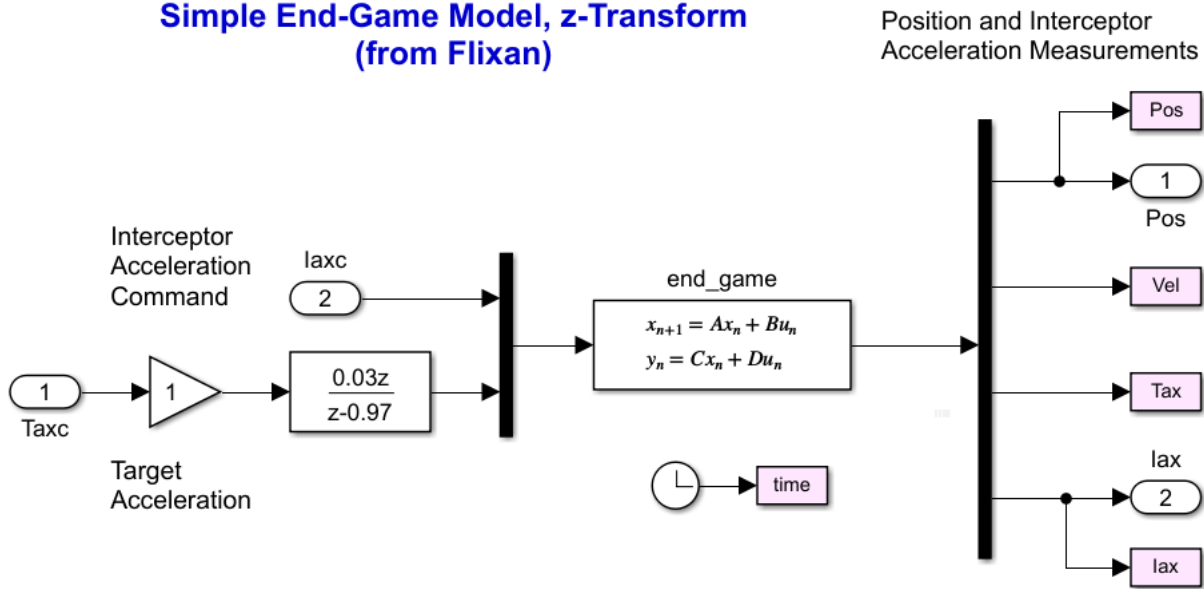 Simple End-Game Model, z-Transform
(from Flixan)
Position and Interceptor
Acceleration Measurements
Pos
1
Pos
Interceptor
Acceleration
Command
Iaxc
2
end_game
xₙ₊₁ = Axₙ + Buₙ
yₙ = Cxₙ + Duₙ
Vel
1
Taxc
1
0.03z
z-0.97
Tax
Target
Acceleration
time
Iax
2
Iax